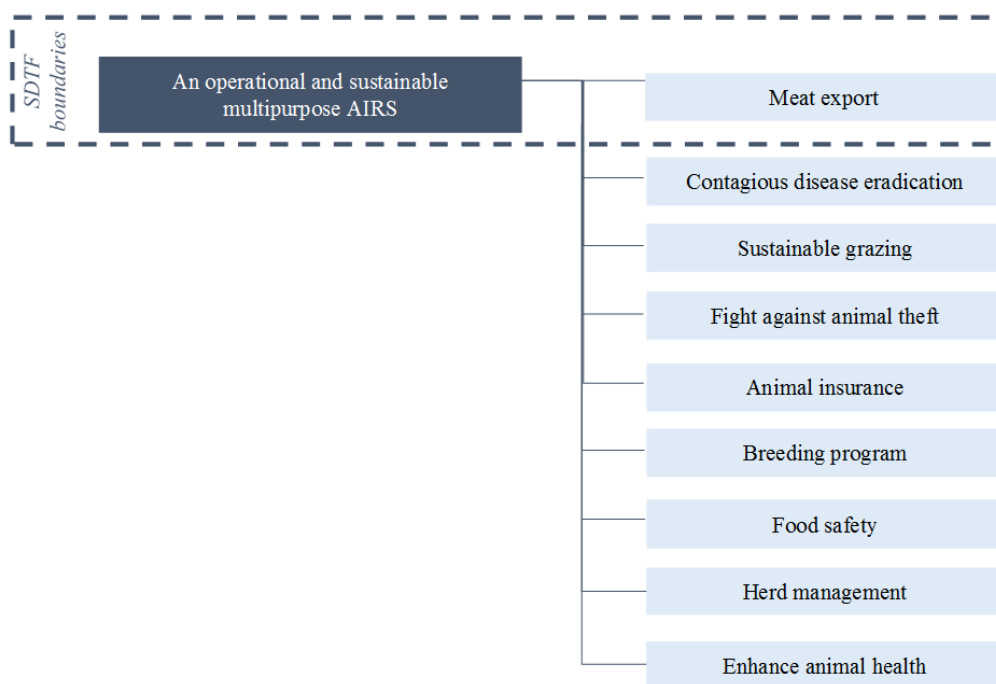 SDTF
boundaries
An operational and sustainable
multipurpose AIRS
Meat export
Contagious disease eradication
Sustainable grazing
Fight against animal theft
Animal insurance
Breeding program
Food safety
Herd management
Enhance animal health